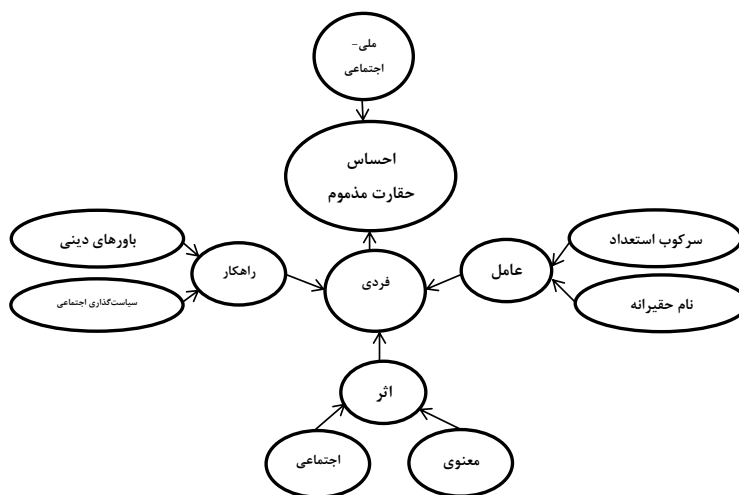 ملی-
اجتماعی
احساس
حقارت مذموم
باورهای دینی
سیاست‌گذاری اجتماعی
راهکار
فردی
عامل
سرکوب استعداد
نام حقیرانه
اثر
اجتماعی
معنوی